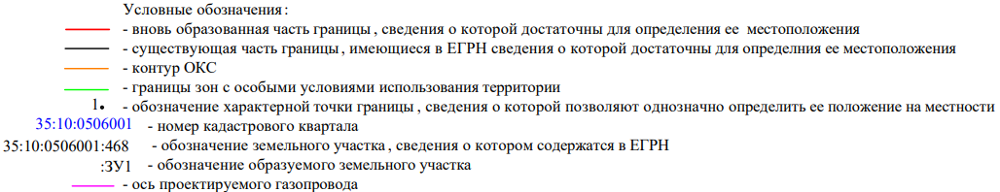 Условные обозначения:
- вновь образованная часть границы, сведения о которой достаточны для определения ее местоположения
- существующая часть границы, имеющиеся в ЕГРН сведения о которой достаточны для определния ее местоположения
- контур ОКС
- границы зон с особыми условиями использования территории
1. - обозначение характерной точки границы, сведения о которой позволяют однозначно определить ее положение на местности
35:10:0506001 - номер кадастрового квартала
35:10:0506001:468 - обозначение земельного участка, сведения о котором содержатся в ЕГРН
:ЗУ1 - обозначение образуемого земельного участка
- ось проектируемого газопровода